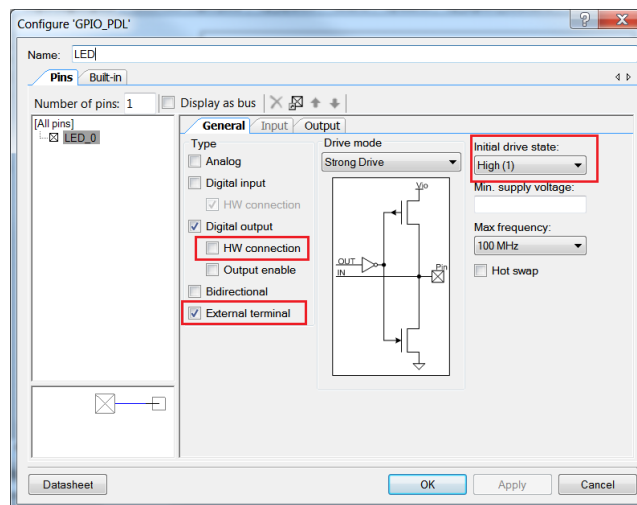 Configure 'GPIO_PDL'
Name: LED
Pins Built-in
Number of pins: 1 Display as bus
[All pins]
LED_0
General Input Output
Type
Analog
Digital input
HW connection
Digital output
HW connection
Output enable
Bidirectional
External terminal
Drive mode
Strong Drive
Vio
OUT
IN
Pin
Initial drive state:
High (1)
Min. supply voltage:
Max frequency:
100 MHz
Hot swap
Datasheet OK Apply Cancel